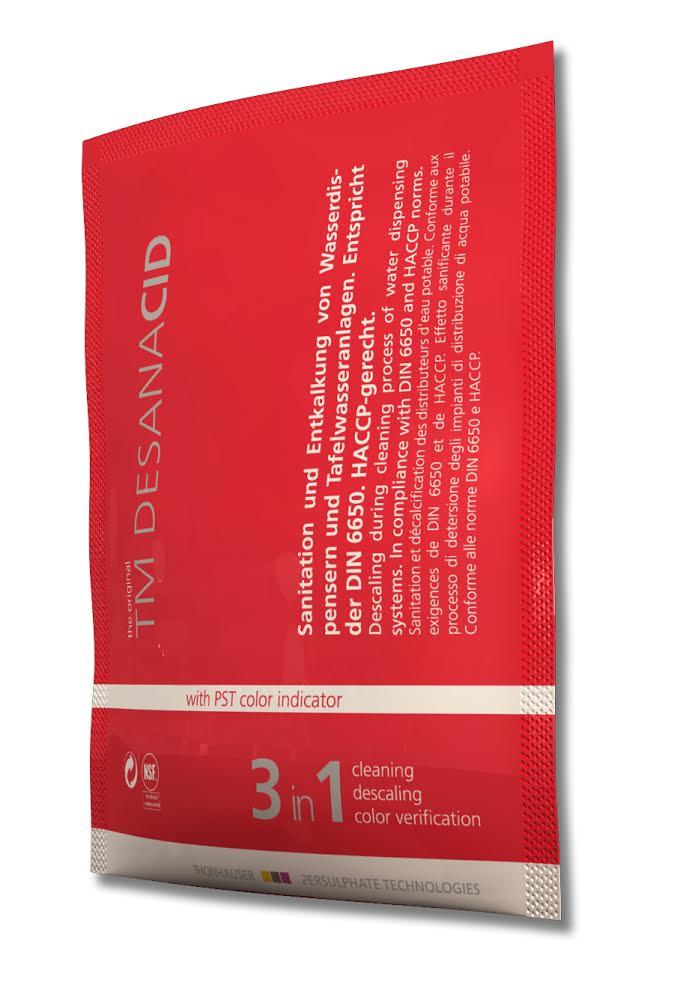 the original
TM DESANACID
Sanitation und Entkalkung von Wasserdis-
pensern und Tafelwasseranlagen. Entspricht
der DIN 6650. HACCP-gerecht.
Descaling during cleaning process of water dispensing
systems. In compliance with DIN 6650 and HACCP norms.
Sanitation et décalcification des distributeurs d'eau potable. Conforme aux
exigences de DIN 6650 et de HACCP. Effetto sanificante durante il
processo di detersione degli impianti di distribuzione di acqua potabile.
Conforme alle norme DIN 6650 e HACCP.
with PST color indicator
NSF.
3 in 1
cleaning
descaling
color verification
THONHAUSER PERSULPHATE TECHNOLOGIES